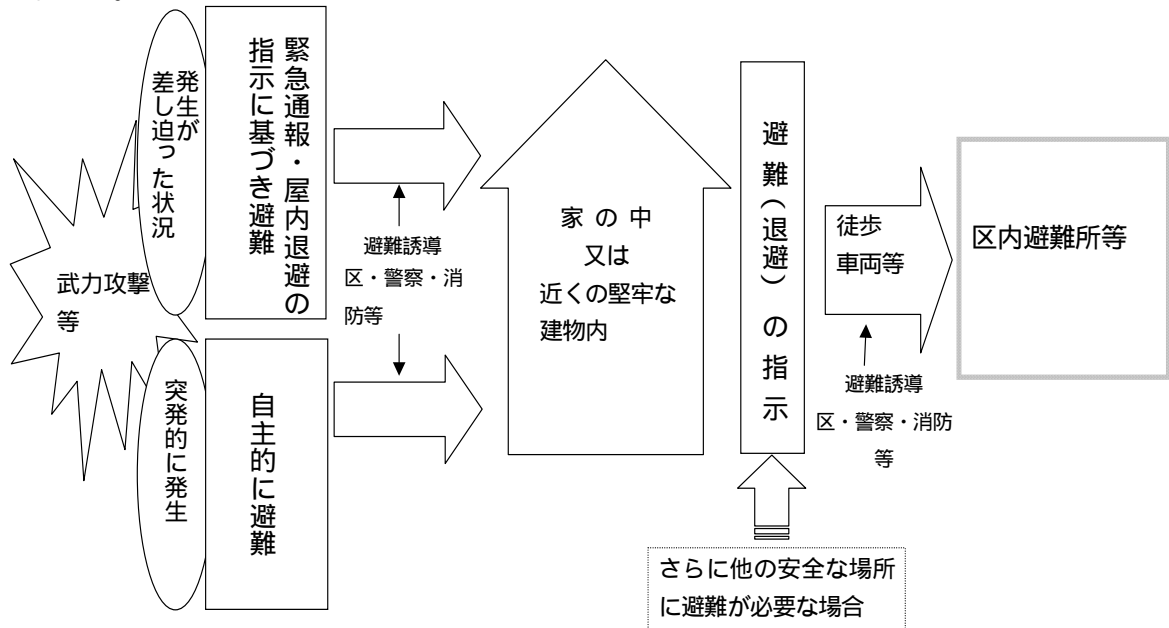 武力攻撃
等
発生が
差し迫った状況
緊急通報・屋内退避の
指示に基づき避難
突発的に発生
自主的に避難
避難誘導
区・警察・消
防等
家の中
又は
近くの堅牢な
建物内
避難(退避)の指示
さらに他の安全な場所
に避難が必要な場合
徒歩
車両等
避難誘導
区・警察・消防
等
区内避難所等